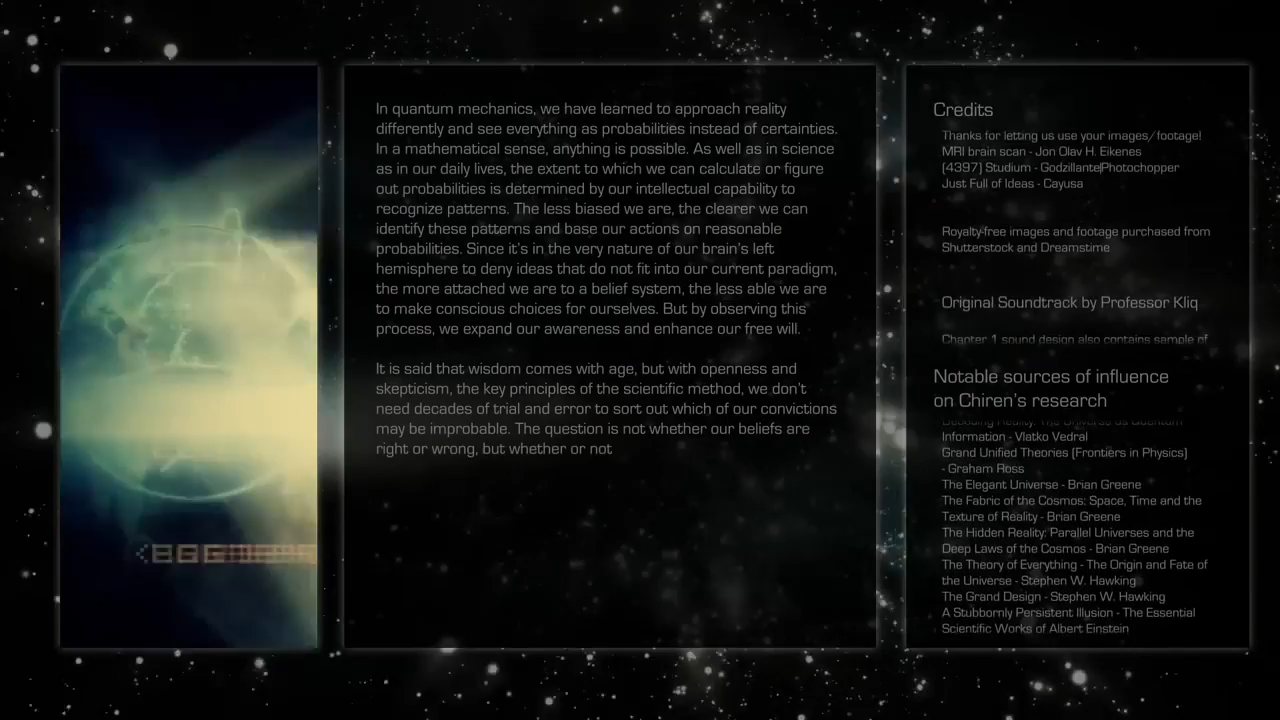 In quantum mechanics, we have learned to approach reality
differently and see everything as probabilities instead of certainties.
In a mathematical sense, anything is possible. As well as in science
as in our daily lives, the extent to which we can calculate or figure
out probabilities is determined by our intellectual capability to
recognize patterns. The less biased we are, the clearer we can
identify these patterns and base our actions on reasonable
probabilities. Since it's in the very nature of our brain's left
hemisphere to deny ideas that do not fit into our current paradigm,
the more attached we are to a belief system, the less able we are
to make conscious choices for ourselves. But by observing this
process, we expand our awareness and enhance our free will.
It is said that wisdom comes with age, but with openness and
skepticism, the key principles of the scientific method, we don't
need decades of trial and error to sort out which of our convictions
may be improbable. The question is not whether our beliefs are
right or wrong, but whether or not
Credits
Thanks for letting us use your images/footage!
MRI brain scan - Jon Olav H. Eikenes
[4397] Studium - Godzillante|Photochopper
Just Full of Ideas - Cayusa
Royalty-free images and footage purchased from
Shutterstock and Dreamstime
Original Soundtrack by Professor Kliq
Chapter 1 sound design also contains sample of
Notable sources of influence
on Chiren's research
Decoding Reality: The Universe as Quantum
Information - Vlatko Vedral
Grand Unified Theories [Frontiers in Physics]
- Graham Ross
The Elegant Universe - Brian Greene
The Fabric of the Cosmos: Space, Time and the
Texture of Reality - Brian Greene
The Hidden Reality: Parallel Universes and the
Deep Laws of the Cosmos - Brian Greene
The Theory of Everything - The Origin and Fate of
the Universe - Stephen W. Hawking
The Grand Design - Stephen W. Hawking
A Stubbornly Persistent Illusion - The Essential
Scientific Works of Albert Einstein